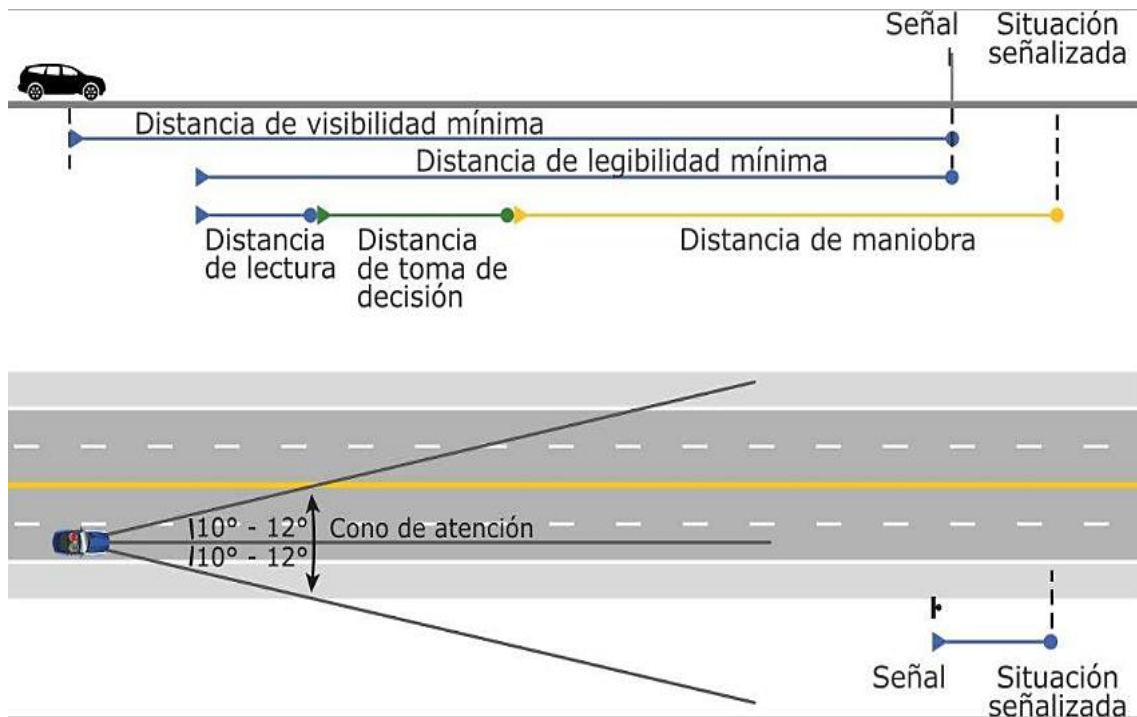 Señal
Situación
señalizada
Distancia de visibilidad mínima
Distancia de legibilidad mínima
Distancia
de lectura
Distancia
de toma de
decisión
Distancia de maniobra
10° - 12°
Cono de atención
10° - 12°
Señal
Situación
señalizada